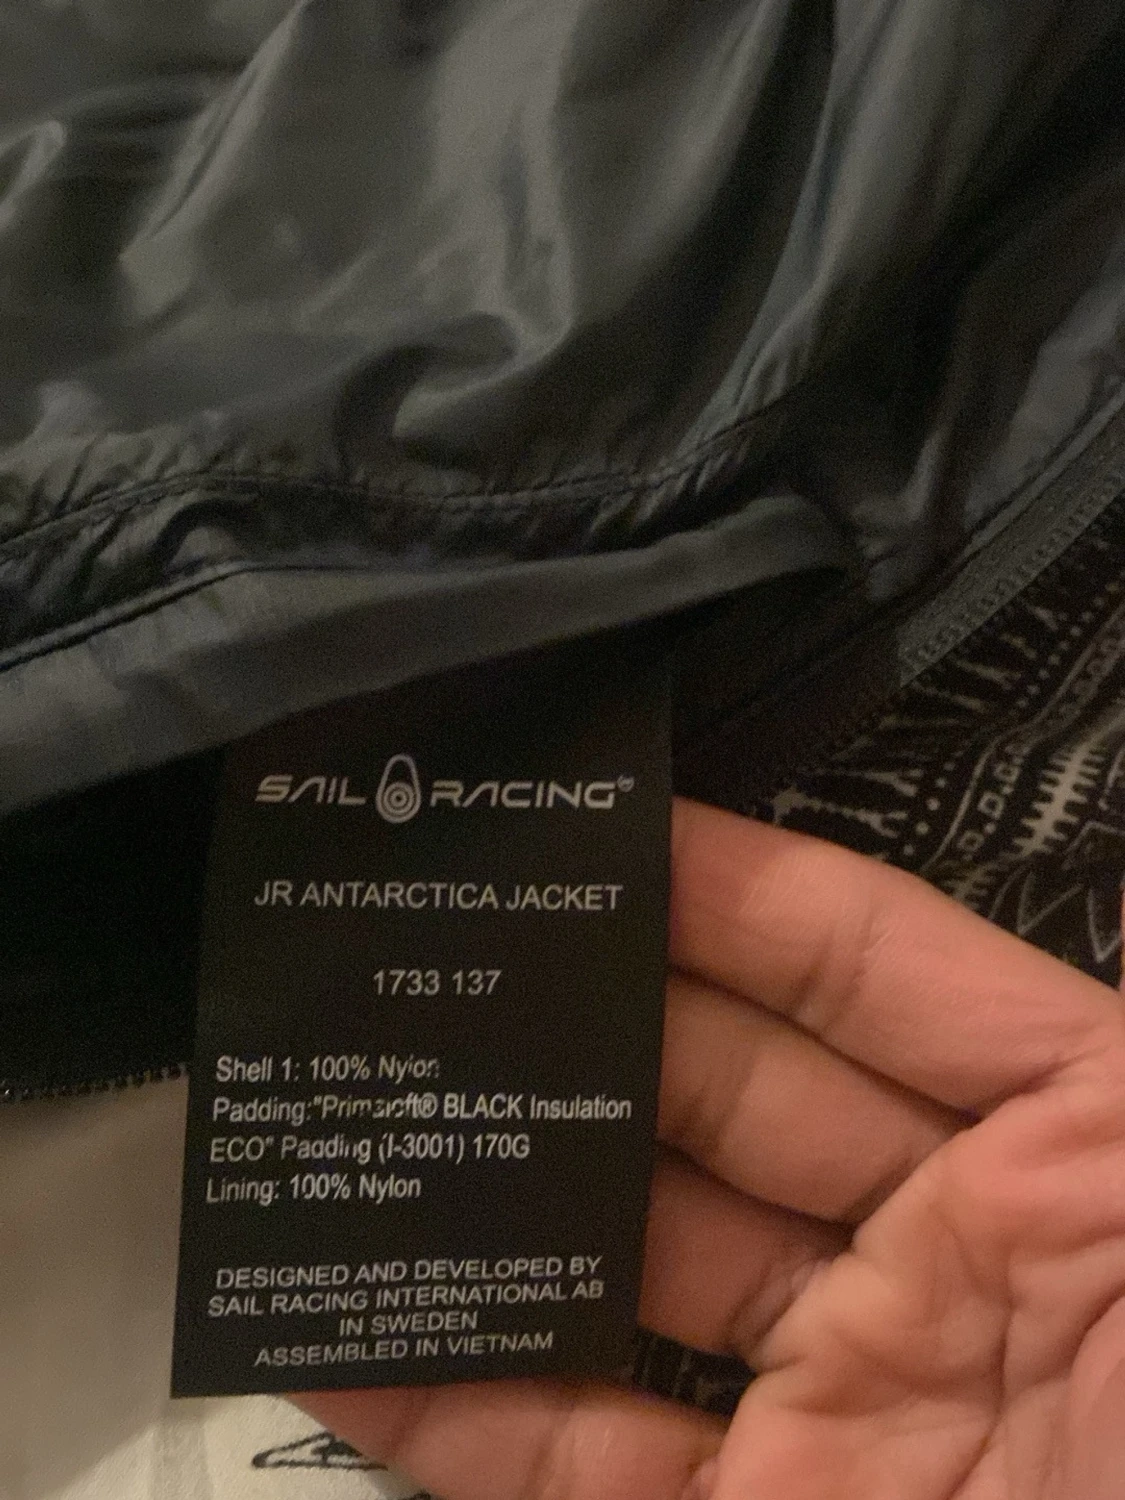 SAIL RACING
JR ANTARCTICA JACKET
1733 137
Shell 1: 100% Nylon
Padding:"Primaloft® BLACK Insulation
ECO" Padding (I-3001) 170G
Lining: 100% Nylon
DESIGNED AND DEVELOPED BY
SAIL RACING INTERNATIONAL AB
IN SWEDEN
ASSEMBLED IN VIETNAM